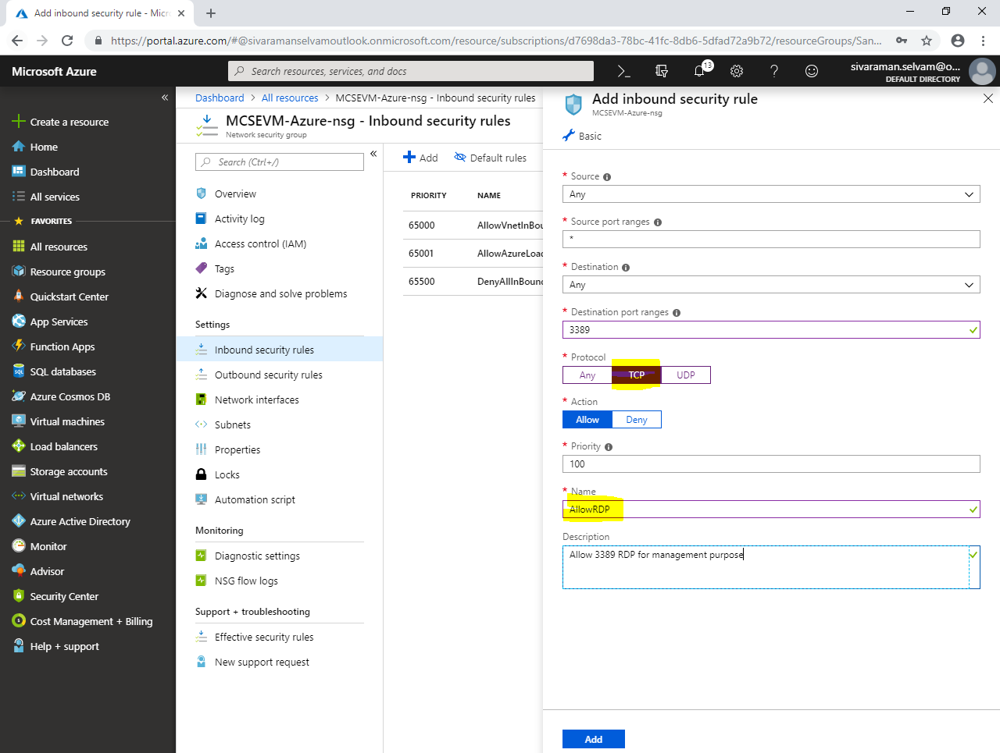 Add inbound security rule - Micr
https://portal.azure.com/#@sivaramanselvamoutlook.onmicrosoft.com/resource/subscriptions/d7698da3-78bc-41fc-8db6-5dfad72a9b72/resourceGroups/San...
Microsoft Azure
Search resources, services, and docs
13
sivaraman.selvam@o...
DEFAULT DIRECTORY
Create a resource
Home
Dashboard
All services
FAVORITES
All resources
Resource groups
Quickstart Center
App Services
Function Apps
SQL databases
Azure Cosmos DB
Virtual machines
Load balancers
Storage accounts
Virtual networks
Azure Active Directory
Monitor
Advisor
Security Center
Cost Management + Billing
Help + support
Dashboard > All resources > MCSEVM-Azure-nsg - Inbound security rules
MCSEVM-Azure-nsg - Inbound security rules
Network security group
Search (Ctrl+/)
Overview
Activity log
Access control (IAM)
Tags
Diagnose and solve problems
Settings
Inbound security rules
Outbound security rules
Network interfaces
Subnets
Properties
Locks
Automation script
Monitoring
Diagnostic settings
NSG flow logs
Support + troubleshooting
Effective security rules
New support request
Add Default rules
PRIORITY NAME
65000 AllowVnetInBou
65001 AllowAzureLoad
65500 DenyAllInBound
Add inbound security rule
MCSEVM-Azure-nsg
Basic
* Source
Any
* Source port ranges
*
* Destination
Any
* Destination port ranges
3389
* Protocol
Any TCP UDP
* Action
Allow Deny
* Priority
100
* Name
AllowRDP
Description
Allow 3389 RDP for management purpose
Add